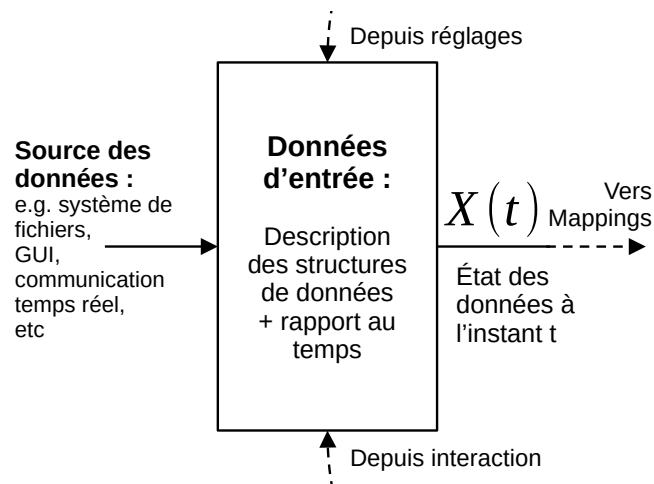 Depuis réglages
Source des
données :
e.g. système de
fichiers,
GUI,
communication
temps réel,
etc
Données
d'entrée :
Description
des structures
de données
+ rapport au
temps
X (t)
Vers
Mappings
État des
données à
l'instant t
Depuis interaction